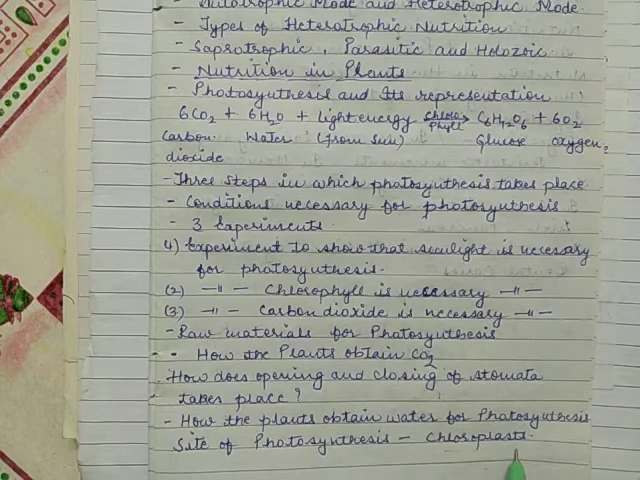 - Autotrophic Mode and Heterotrophic Mode.
- Types of Heterotrophic Nutrition
- Saprotrophic, Parasitic and Holozoic
- Nutrition in Plants
- Photosynthesis and Its representation
6CO2 + 6H2O + light energy Chloro Phyll → C6H12O6 + 6O2
Carbon Water (from Sun) Glucose oxygen
dioxide
- Three steps in which photosynthesis takes place
- Conditions necessary for photosynthesis
- 3 Experiments
1) Experiment to show that sunlight is necessary
for photosynthesis.
(2) —"— Chlorophyll is necessary —"—
(3) —"— Carbondioxide is necessary —"—
- Raw materials for Photosynthesis
- How the Plants obtain CO2
How does opening and closing of stomata
takes place?
- How the plants obtain water for Photosynthesis
Site of Photosynthesis - Chloroplasts.